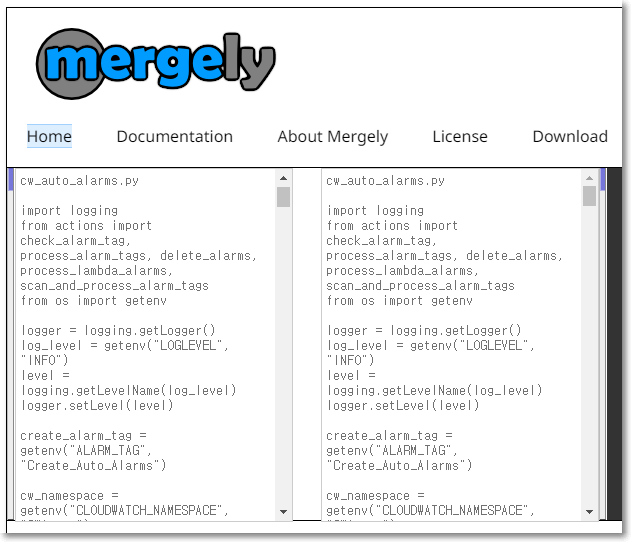 mergely
Home Documentation About Mergely License Download
cw_auto_alarms.py
import logging
from actions import
check_alarm_tag,
process_alarm_tags, delete_alarms,
process_lambda_alarms,
scan_and_process_alarm_tags
from os import getenv
logger = logging.getLogger()
log_level = getenv("LOGLEVEL",
"INFO")
level =
logging.getLevelName(log_level)
logger.setLevel(level)
create_alarm_tag =
getenv("ALARM_TAG",
"Create_Auto_Alarms")
cw_namespace =
getenv("CLOUDWATCH_NAMESPACE",
cw_auto_alarms.py
import logging
from actions import
check_alarm_tag,
process_alarm_tags, delete_alarms,
process_lambda_alarms,
scan_and_process_alarm_tags
from os import getenv
logger = logging.getLogger()
log_level = getenv("LOGLEVEL",
"INFO")
level =
logging.getLevelName(log_level)
logger.setLevel(level)
create_alarm_tag =
getenv("ALARM_TAG",
"Create_Auto_Alarms")
cw_namespace =
getenv("CLOUDWATCH_NAMESPACE",